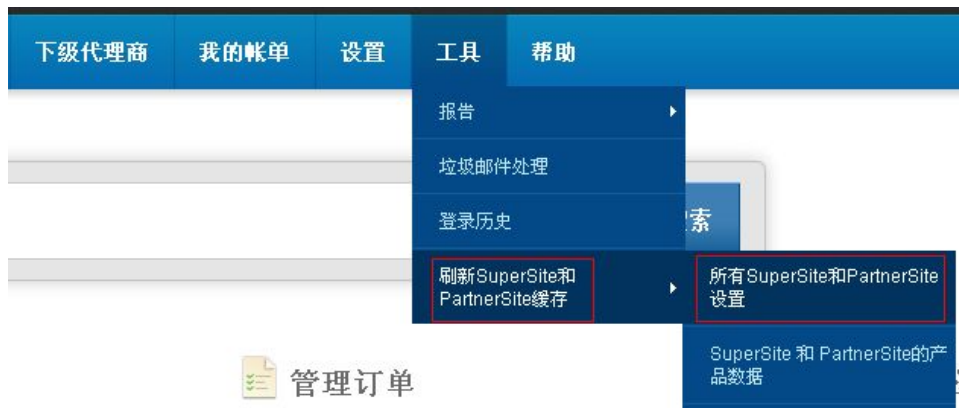 下级代理商 我的帐单 设置 工具 帮助
报告
垃圾邮件处理
登录历史
索
刷新SuperSite和
PartnerSite缓存
所有SuperSite和PartnerSite
设置
SuperSite 和 PartnerSite的产
品数据
管理订单